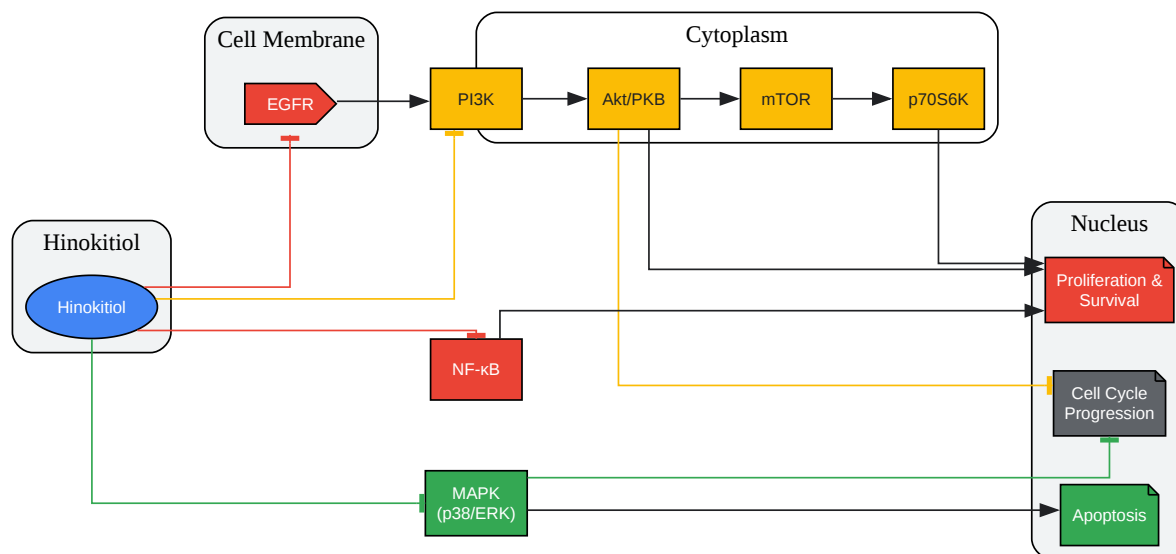 Cell Membrane
Cytoplasm
EGFR
PI3K
Akt/PKB
mTOR
p70S6K
Hinokitiol
Hinokitiol
Nucleus
Proliferation &
Survival
NF-κB
Cell Cycle
Progression
MAPK
(p38/ERK)
Apoptosis